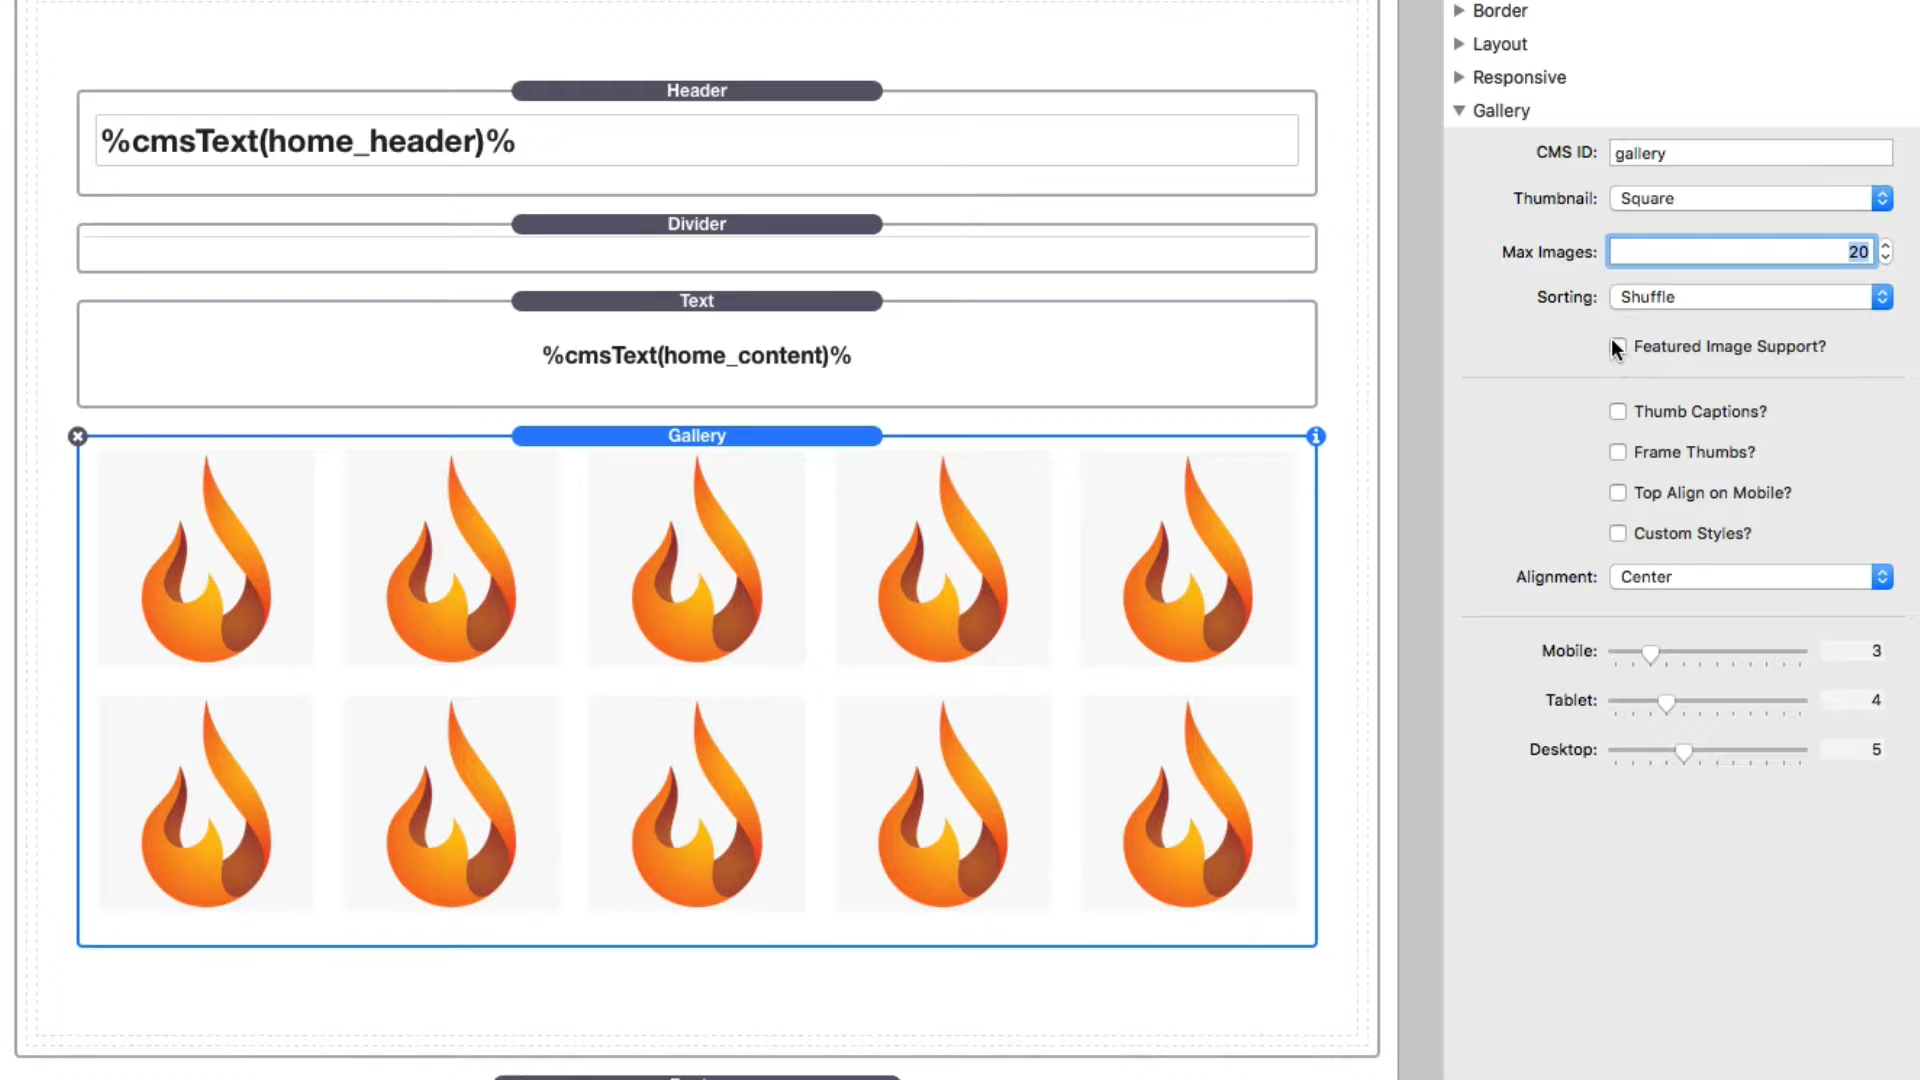 Header
%cmsText(home_header)%
Divider
Text
%cmsText(home_content)%
Gallery
Border
Layout
Responsive
Gallery
CMS ID: gallery
Thumbnail: Square
Max Images: 20
Sorting: Shuffle
Featured Image Support?
Thumb Captions?
Frame Thumbs?
Top Align on Mobile?
Custom Styles?
Alignment: Center
Mobile: 3
Tablet: 4
Desktop: 5